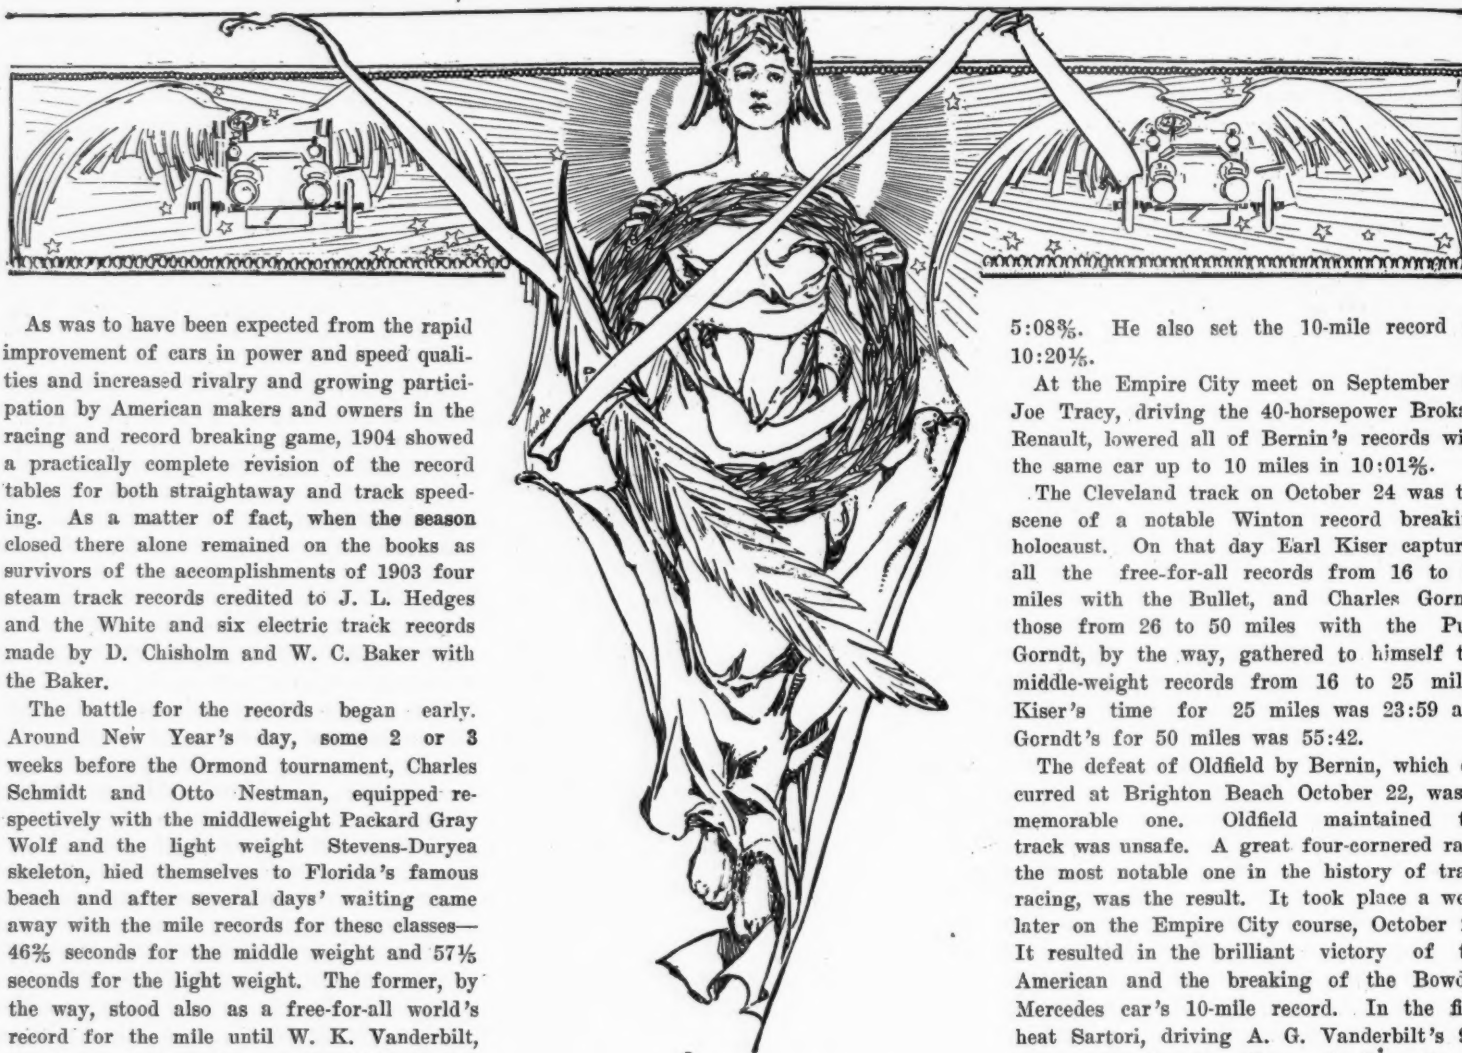 As was to have been expected from the rapid
improvement of cars in power and speed quali-
ties and increased rivalry and growing partici-
pation by American makers and owners in the
racing and record breaking game, 1904 showed
a practically complete revision of the record
tables for both straightaway and track speed-
ing. As a matter of fact, when the season
closed there alone remained on the books as
survivors of the accomplishments of 1903 four
steam track records credited to J. L. Hedges
and the White and six electric track records
made by D. Chisholm and W. C. Baker with
the Baker.
The battle for the records began early.
Around New Year's day, some 2 or 3
weeks before the Ormond tournament, Charles
Schmidt and Otto Nestman, equipped re-
spectively with the middleweight Packard Gray
Wolf and the light weight Stevens-Duryea
skeleton, hied themselves to Florida's famous
beach and after several days' waiting came
away with the mile records for these classes—
46⅖ seconds for the middle weight and 57⅕
seconds for the light weight. The former, by
the way, stood also as a free-for-all world's
record for the mile until W. K. Vanderbilt,
5:08⅗. He also set the 10-mile record
10:20⅕.
At the Empire City meet on September
Joe Tracy, driving the 40-horsepower
Renault, lowered all of Bernin's records
the same car up to 10 miles in 10:01⅗.
The Cleveland track on October 24 was
scene of a notable Winton record
holocaust. On that day Earl Kiser
all the free-for-all records from 16 to
miles with the Bullet, and Charles
those from 26 to 50 miles with the
Gorndt, by the way, gathered to himself
middle-weight records from 16 to 25
Kiser's time for 25 miles was 23:59
Gorndt's for 50 miles was 55:42.
The defeat of Oldfield by Bernin, which
curred at Brighton Beach October 22, was
memorable one. Oldfield maintained
track was unsafe. A great four-cornered
the most notable one in the history of
racing, was the result. It took place a
later on the Empire City course, October
It resulted in the brilliant victory of
American and the breaking of the
Mercedes car's 10-mile record. In the
heat Sartori, driving A. G. Vanderbilt's